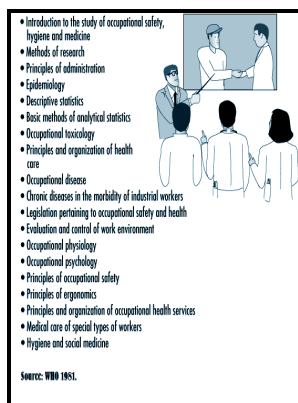 • Introduction to the study of occupational safety,
hygiene and medicine
• Methods of research
• Principles of administration
• Epidemiology
• Descriptive statistics
• Basic methods of analytical statistics
• Occupational toxicology
• Principles and organization of health
care
• Occupational disease
• Chronic diseases in the morbidity of industrial workers
• Legislation pertaining to occupational safety and health
• Evaluation and control of work environment
• Occupational physiology
• Occupational psychology
• Principles of occupational safety
• Principles of ergonomics
• Principles and organization of occupational health services
• Medical care of special types of workers
• Hygiene and social medicine
Source: WHO 1981.